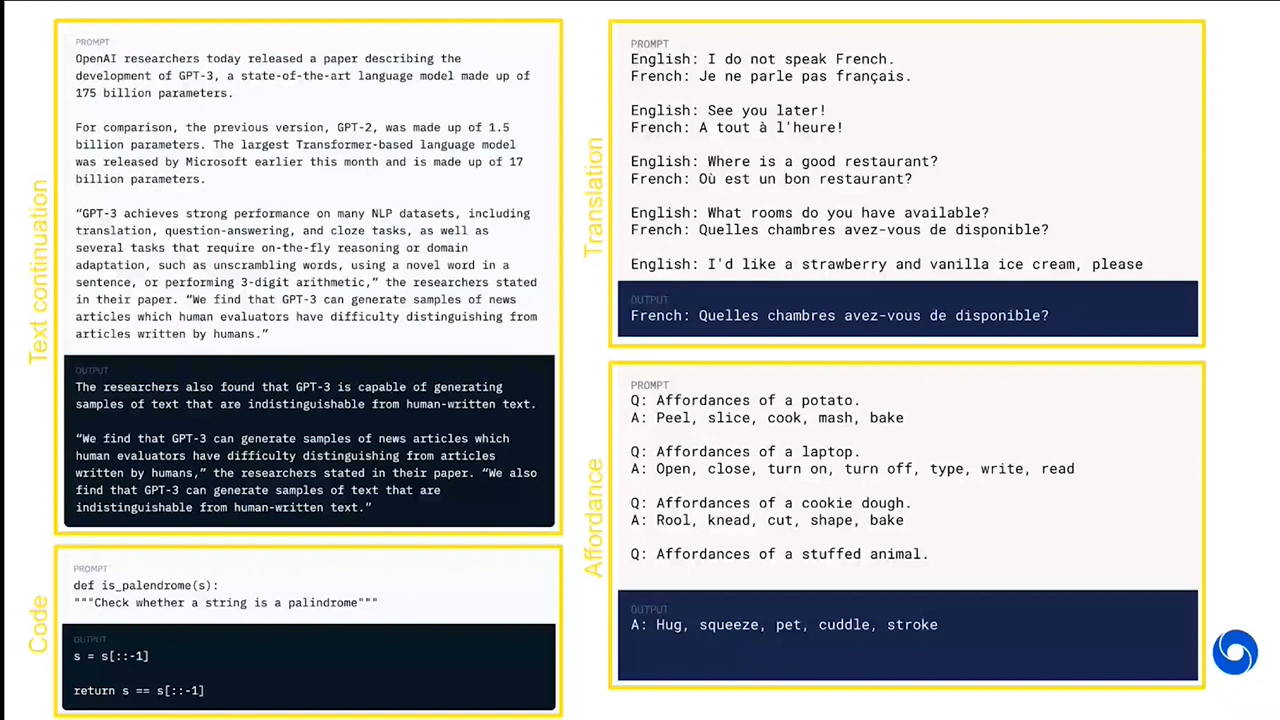 Text continuation
PROMPT
OpenAI researchers today released a paper describing the
development of GPT-3, a state-of-the-art language model made up of
175 billion parameters.
For comparison, the previous version, GPT-2, was made up of 1.5
billion parameters. The largest Transformer-based language model
was released by Microsoft earlier this month and is made up of 17
billion parameters.
“GPT-3 achieves strong performance on many NLP datasets, including
translation, question-answering, and cloze tasks, as well as
several tasks that require on-the-fly reasoning or domain
adaptation, such as unscrambling words, using a novel word in a
sentence, or performing 3-digit arithmetic,” the researchers stated
in their paper. “We find that GPT-3 can generate samples of news
articles which human evaluators have difficulty distinguishing from
articles written by humans.”
OUTPUT
The researchers also found that GPT-3 is capable of generating
samples of text that are indistinguishable from human-written text.
“We find that GPT-3 can generate samples of news articles which
human evaluators have difficulty distinguishing from articles
written by humans,” the researchers stated in their paper. “We also
find that GPT-3 can generate samples of text that are
indistinguishable from human-written text.”
Code
PROMPT
def is_palendrome(s):
"""Check whether a string is a palindrome"""
OUTPUT
s = s[::-1]
return s == s[::-1]
Translation
PROMPT
English: I do not speak French.
French: Je ne parle pas français.
English: See you later!
French: A tout à l'heure!
English: Where is a good restaurant?
French: Où est un bon restaurant?
English: What rooms do you have available?
French: Quelles chambres avez-vous de disponible?
English: I'd like a strawberry and vanilla ice cream, please
OUTPUT
French: Quelles chambres avez-vous de disponible?
Affordance
PROMPT
Q: Affordances of a potato.
A: Peel, slice, cook, mash, bake
Q: Affordances of a laptop.
A: Open, close, turn on, turn off, type, write, read
Q: Affordances of a cookie dough.
A: Rool, knead, cut, shape, bake
Q: Affordances of a stuffed animal.
OUTPUT
A: Hug, squeeze, pet, cuddle, stroke